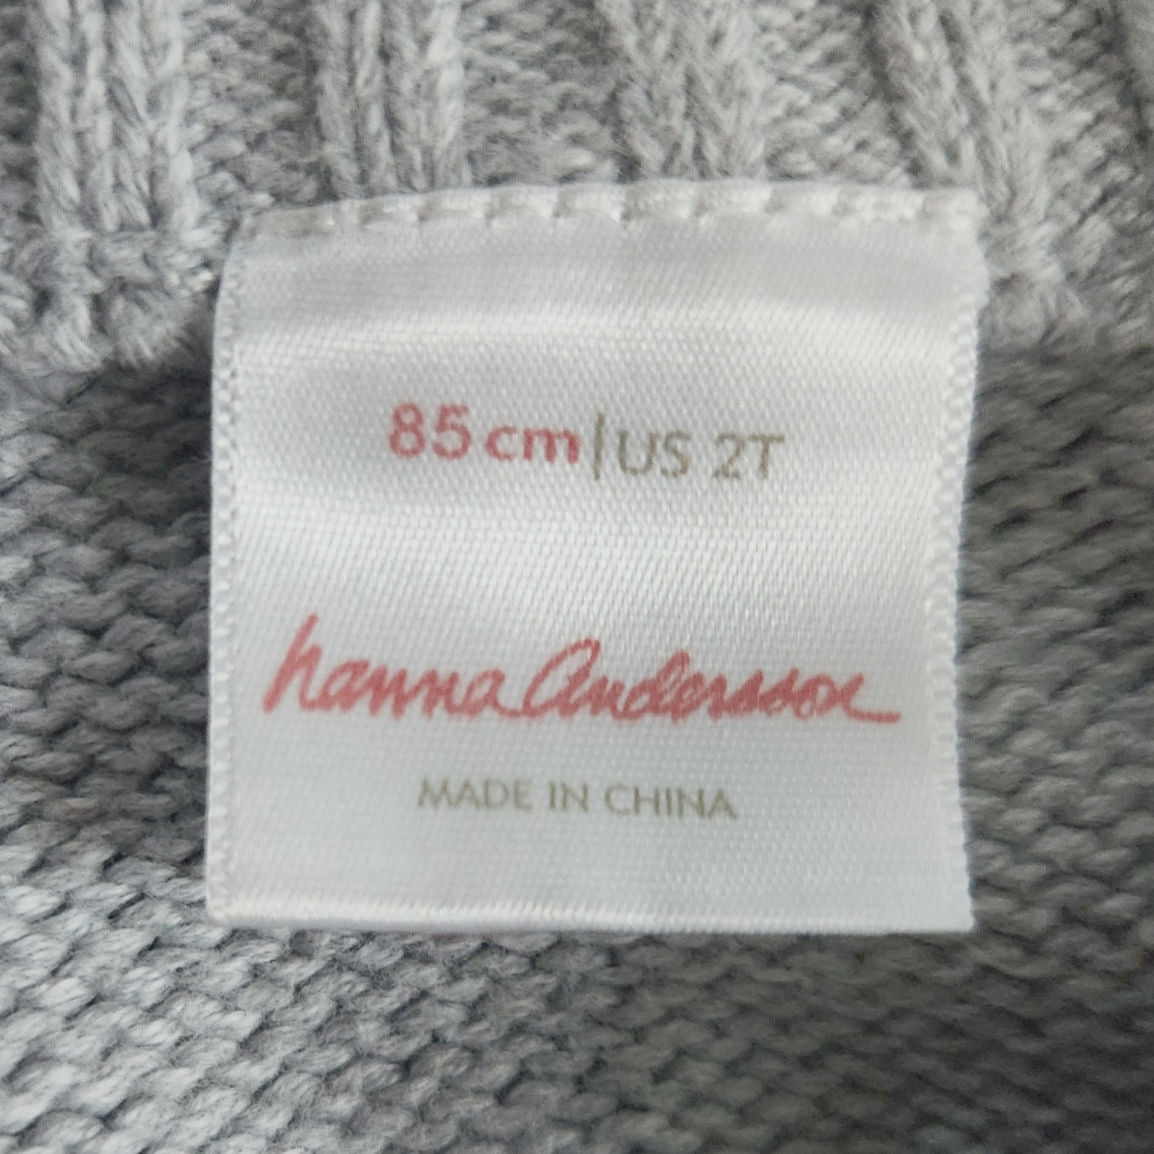 85 cm | US 2T
hanna Andersson
MADE IN CHINA